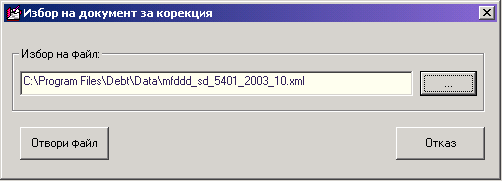 Избор на документ за корекция
Избор на файл:
C:\Program Files\Debt\Data\mfddd_sd_5401_2003_10.xml
...
Отвори файл
Отказ